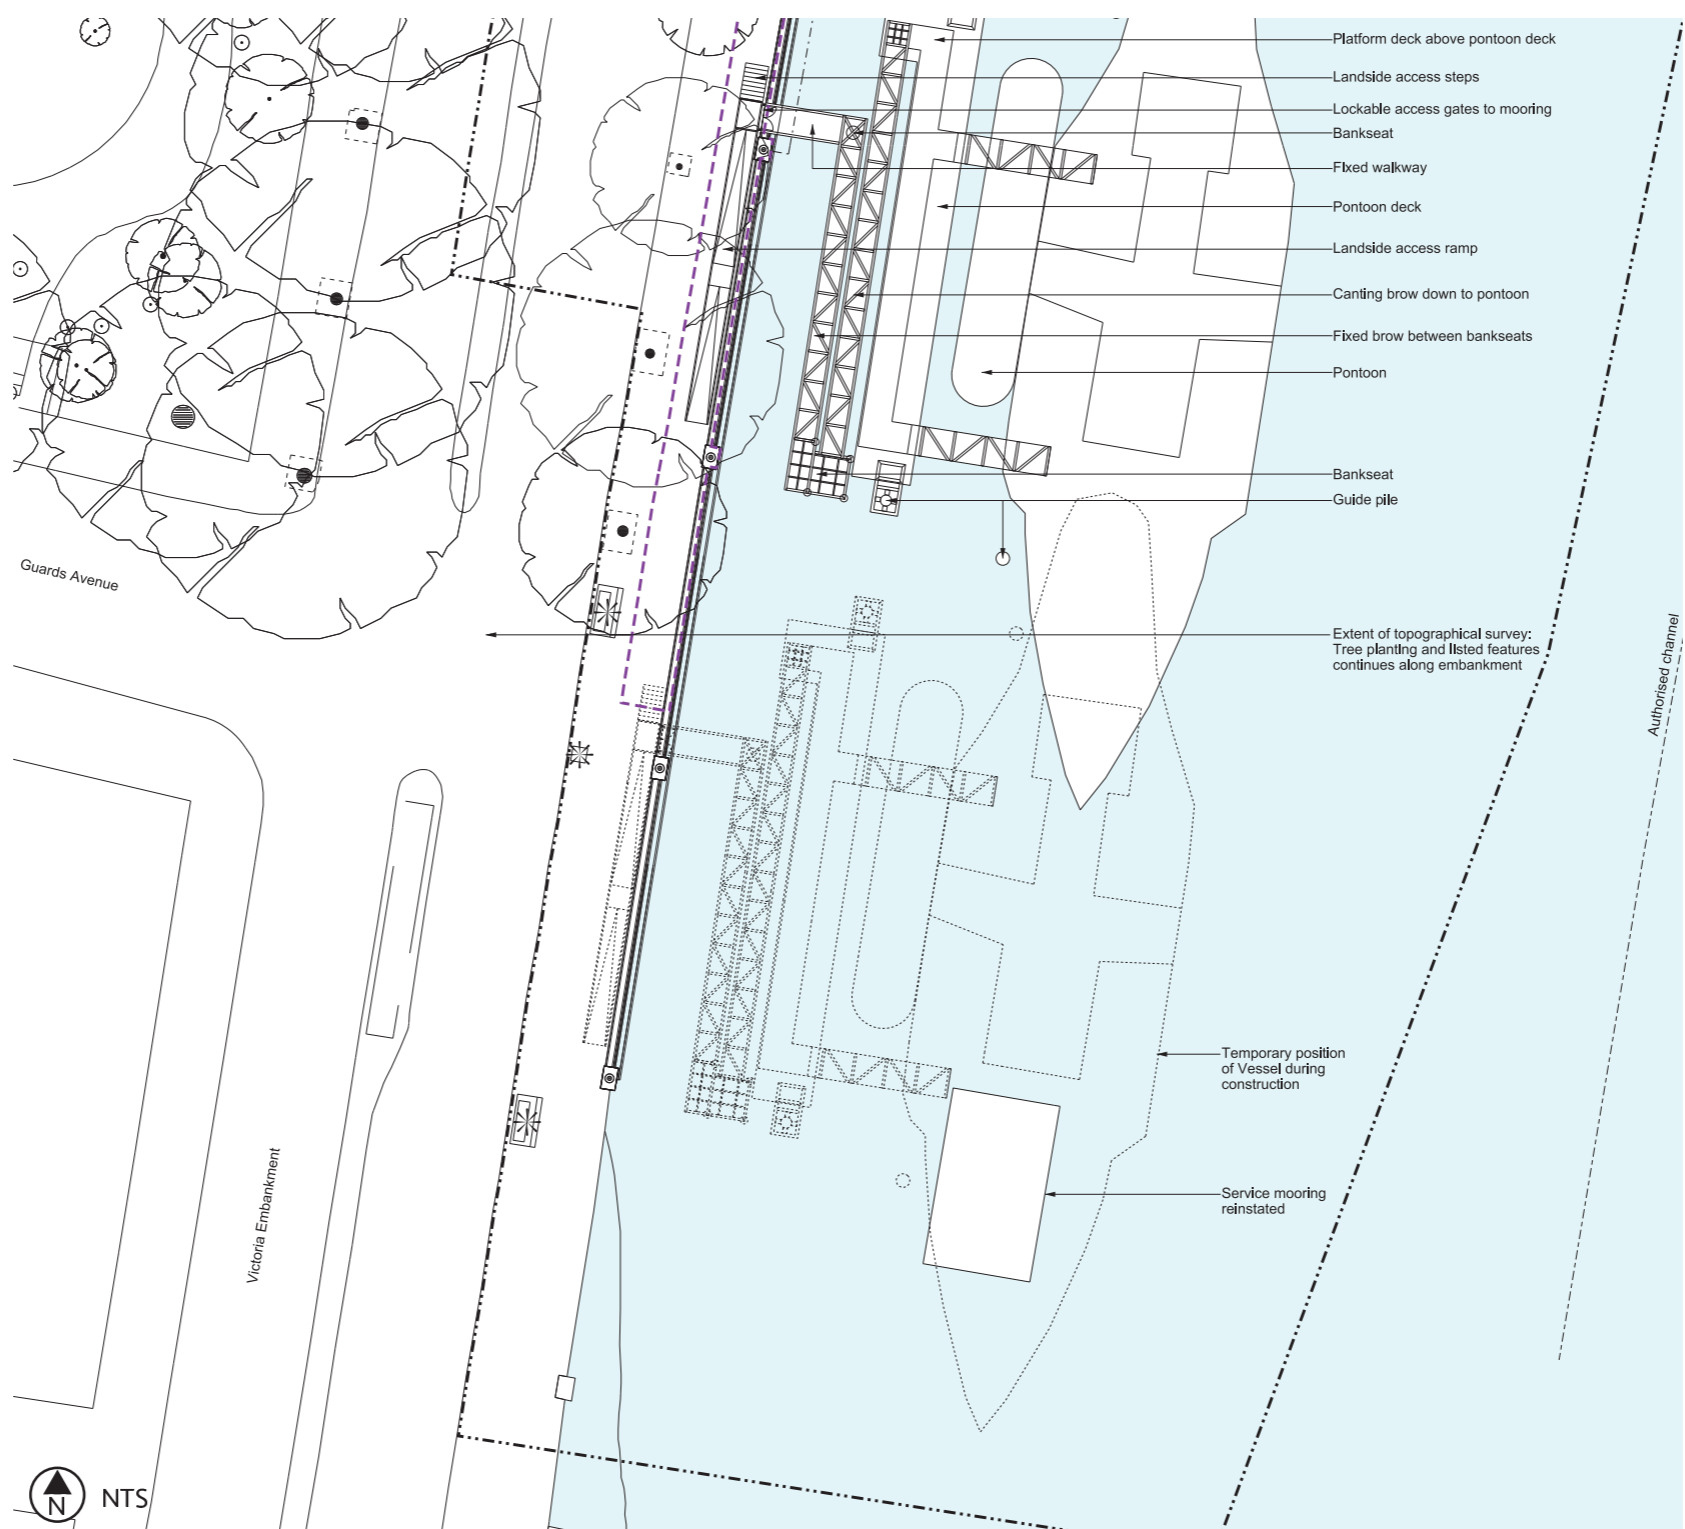 Platform deck above pontoon deck
Landside access steps
Lockable access gates to mooring
Bankseat
Fixed walkway
Pontoon deck
Landside access ramp
Canting brow down to pontoon
Fixed brow between bankseats
Pontoon
Bankseat
Guide pile
Guards Avenue
Extent of topographical survey:
Tree planting and listed features
continues along embankment
Authorised channel
Temporary position
of Vessel during
construction
Victoria Embankment
Service mooring
reinstated
N
NTS